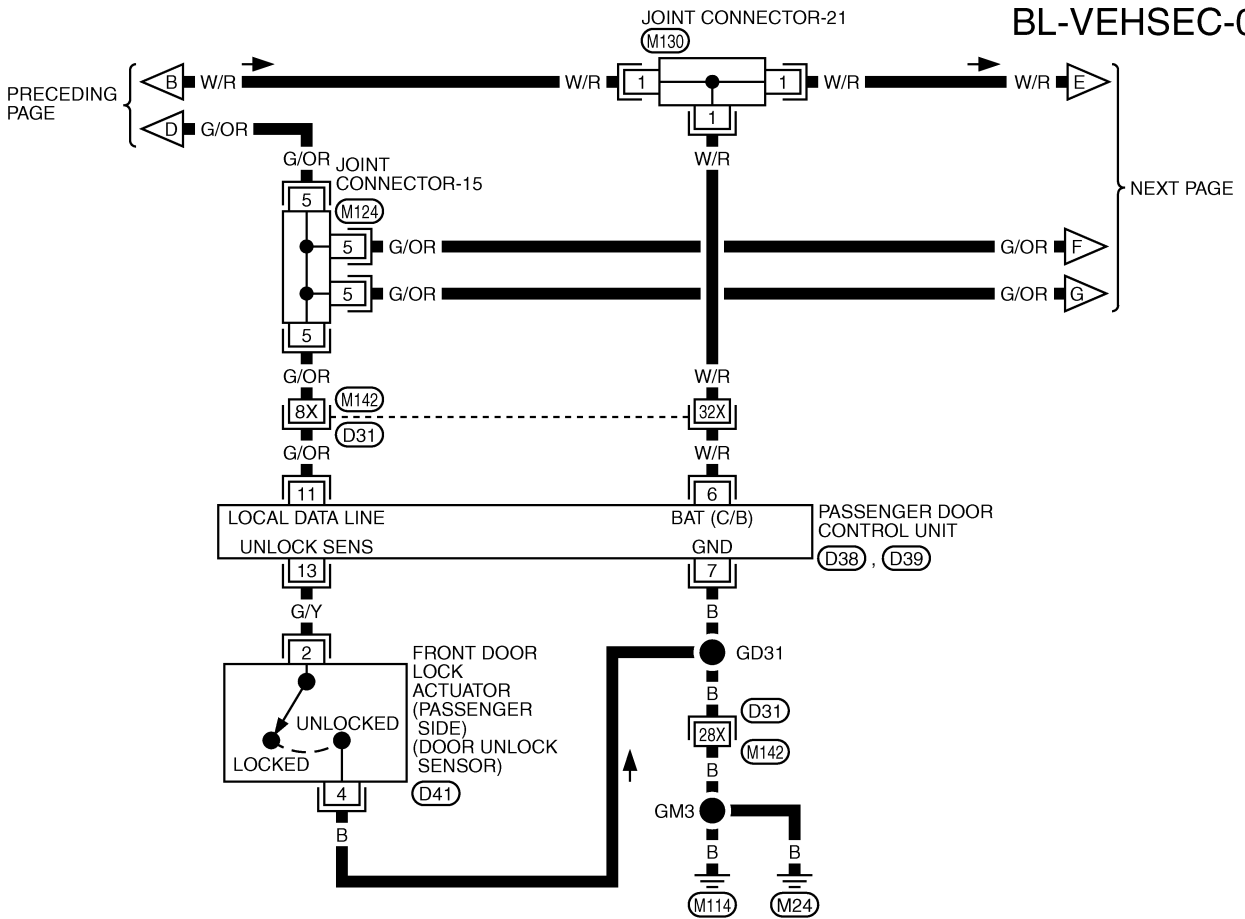 BL-VEHSEC-0
JOINT CONNECTOR-21
M130
PRECEDING
PAGE
B W/R W/R 1 1 W/R W/R E
1
D G/OR
W/R
G/OR
JOINT
CONNECTOR-15
5
M124
NEXT PAGE
5 G/OR G/OR F
5 G/OR G/OR G
5
G/OR W/R
M142
8X 32X
D31
G/OR W/R
11 6
LOCAL DATA LINE BAT (C/B)
UNLOCK SENS GND
PASSENGER DOOR
CONTROL UNIT
D38 , D39
13 7
G/Y B
2
FRONT DOOR
LOCK
ACTUATOR
(PASSENGER
SIDE)
(DOOR UNLOCK
SENSOR)
D41
UNLOCKED
LOCKED
4
B
GD31
B
D31
28X
M142
B
GM3
B B
M114 M24